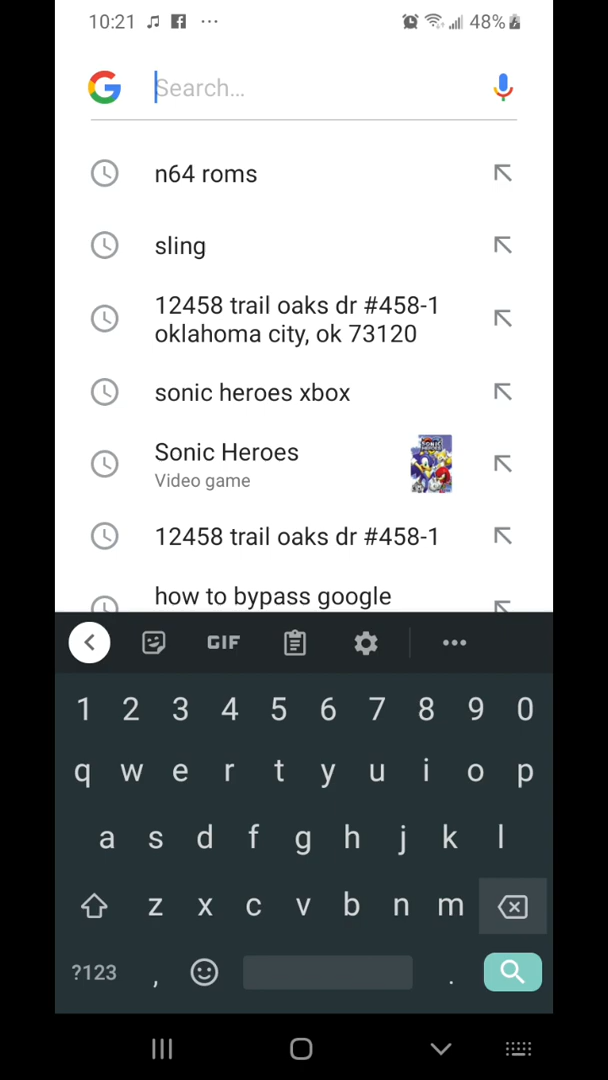 10:21 48%
Search...
n64 roms
sling
12458 trail oaks dr #458-1
oklahoma city, ok 73120
sonic heroes xbox
Sonic Heroes
Video game
12458 trail oaks dr #458-1
how to bypass google
GIF
1 2 3 4 5 6 7 8 9 0
q w e r t y u i o p
a s d f g h j k l
z x c v b n m
?123 , .